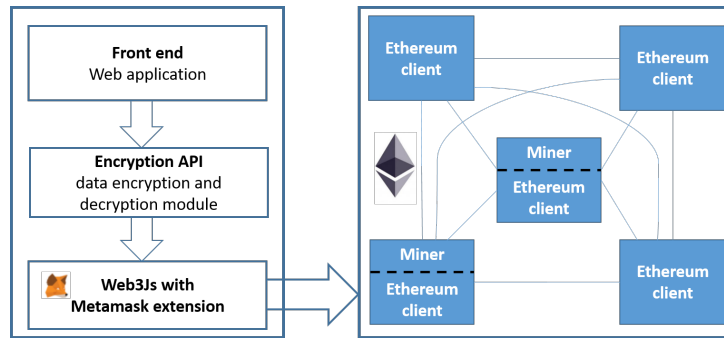 Front end
Web application
Encryption API
data encryption and
decryption module
Web3Js with
Metamask extension
Ethereum
client
Ethereum
client
Miner
Ethereum
client
Miner
Ethereum
client
Ethereum
client